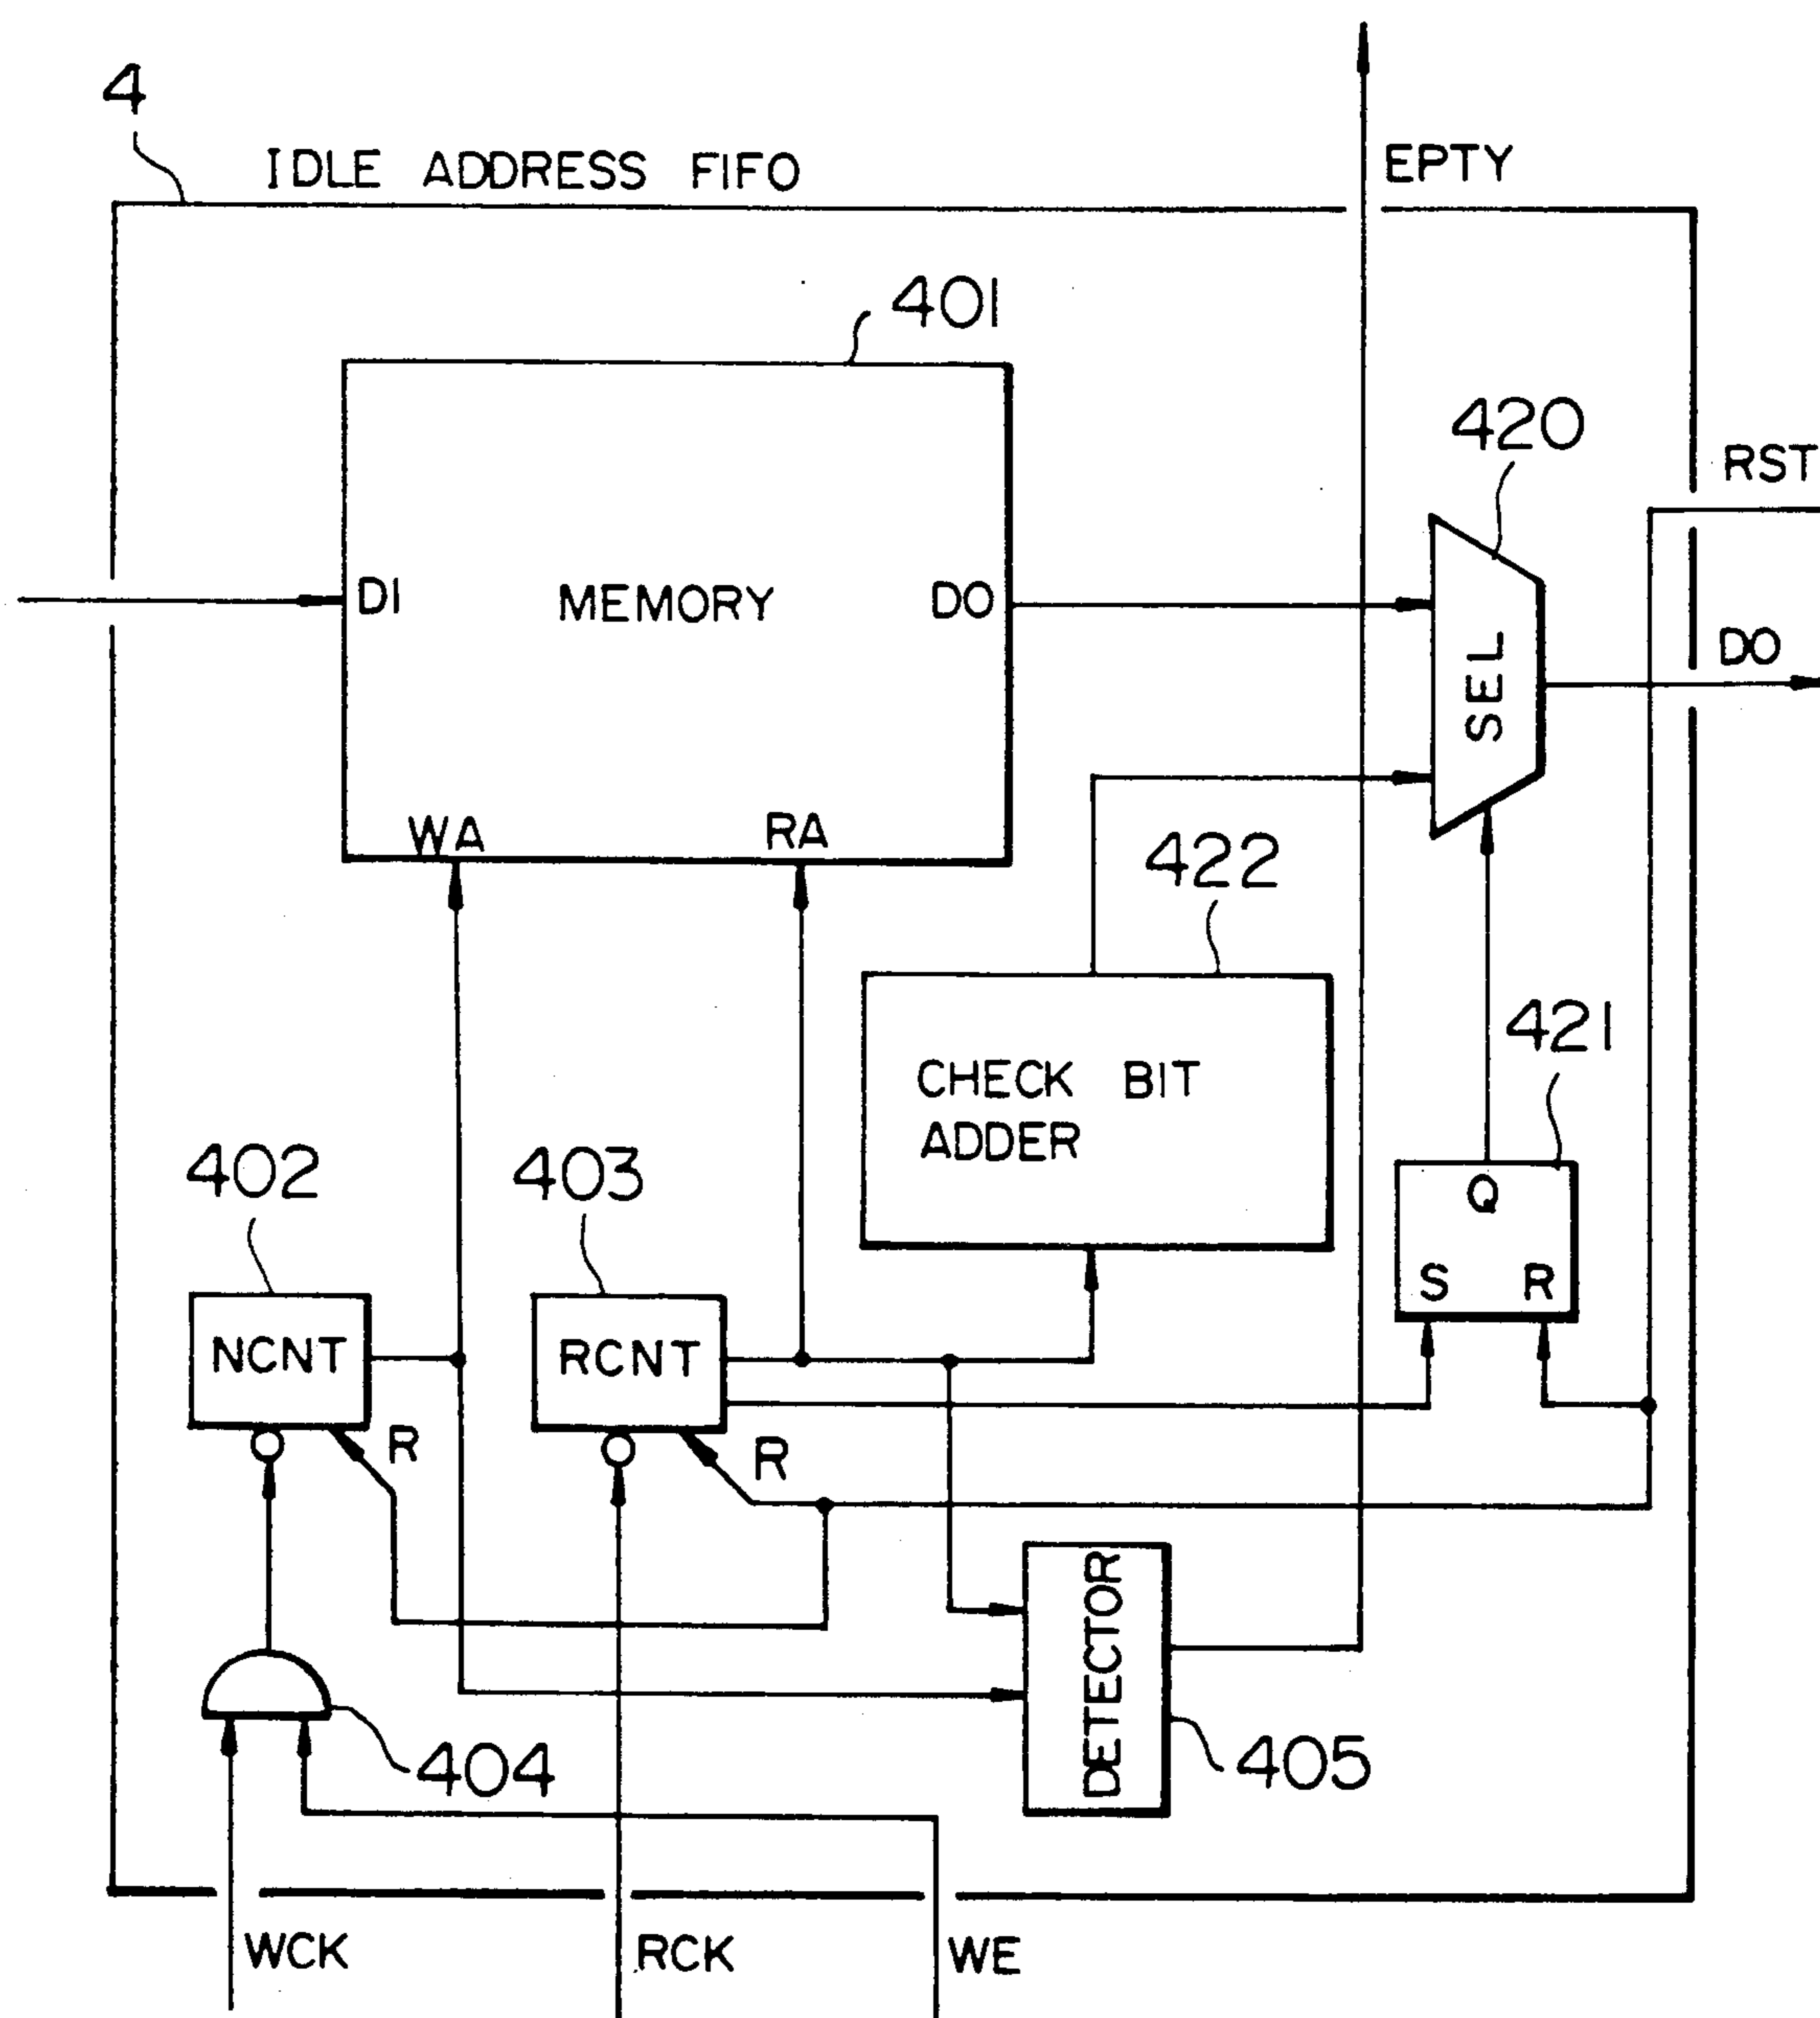 4
IDLE ADDRESS FIFO
EPTY
401
420
RST
DI
MEMORY
DO
SEL
DO
WA
RA
422
421
CHECK BIT
ADDER
402
403
Q
S
R
NCNT
RCNT
R
R
DETECTOR
404
405
WCK
RCK
WE